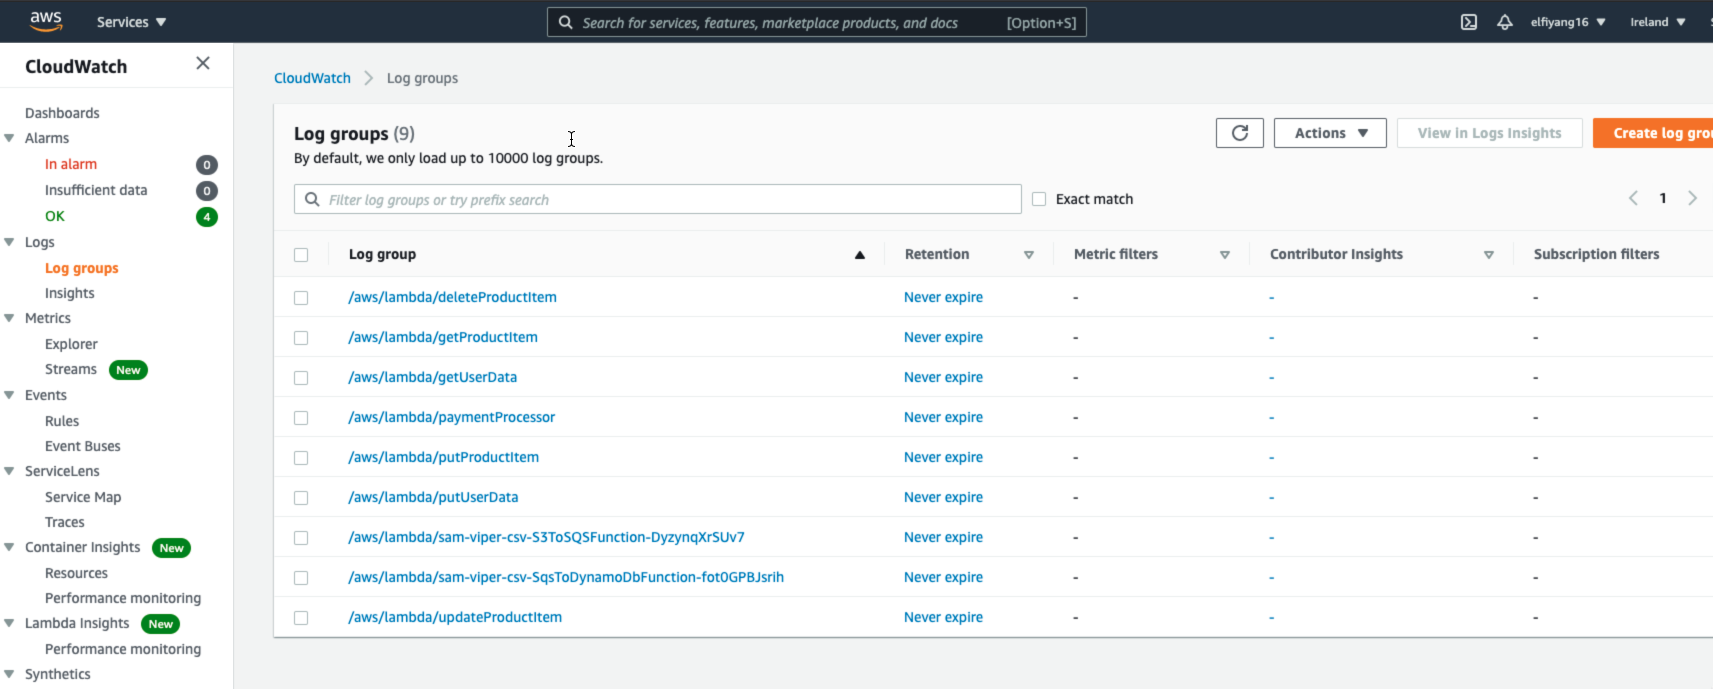 aws Services Search for services, features, marketplace products, and docs [Option+S] elfiyang16 Ireland
CloudWatch
Dashboards
Alarms
In alarm 0
Insufficient data 0
OK 4
Logs
Log groups
Insights
Metrics
Explorer
Streams New
Events
Rules
Event Buses
ServiceLens
Service Map
Traces
Container Insights New
Resources
Performance monitoring
Lambda Insights New
Performance monitoring
Synthetics
CloudWatch > Log groups
Log groups (9)
By default, we only load up to 10000 log groups.
Actions View in Logs Insights Create log grou
Filter log groups or try prefix search Exact match 1
Log group Retention Metric filters Contributor Insights Subscription filters
/aws/lambda/deleteProductItem Never expire - - -
/aws/lambda/getProductItem Never expire - - -
/aws/lambda/getUserData Never expire - - -
/aws/lambda/paymentProcessor Never expire - - -
/aws/lambda/putProductItem Never expire - - -
/aws/lambda/putUserData Never expire - - -
/aws/lambda/sam-viper-csv-S3ToSQSFunction-DyzynqXrSUv7 Never expire - - -
/aws/lambda/sam-viper-csv-SqsToDynamoDbFunction-fot0GPBJsrih Never expire - - -
/aws/lambda/updateProductItem Never expire - - -